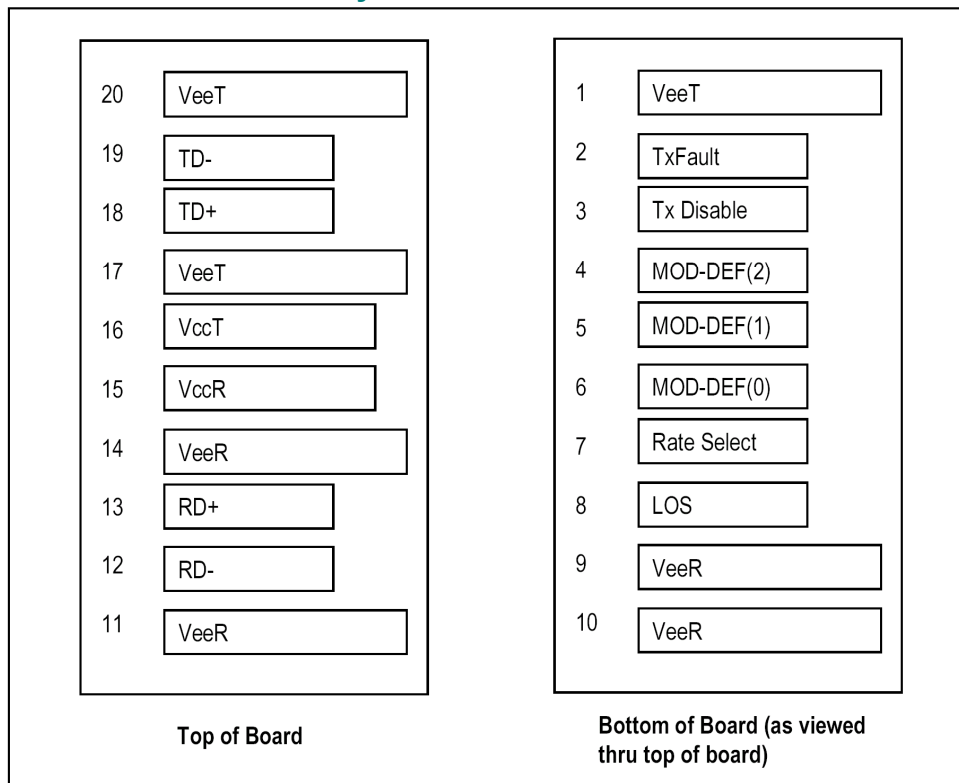 20 VeeT
19 TD-
18 TD+
17 VeeT
16 VccT
15 VccR
14 VeeR
13 RD+
12 RD-
11 VeeR
Top of Board
1 VeeT
2 TxFault
3 Tx Disable
4 MOD-DEF(2)
5 MOD-DEF(1)
6 MOD-DEF(0)
7 Rate Select
8 LOS
9 VeeR
10 VeeR
Bottom of Board (as viewed
thru top of board)